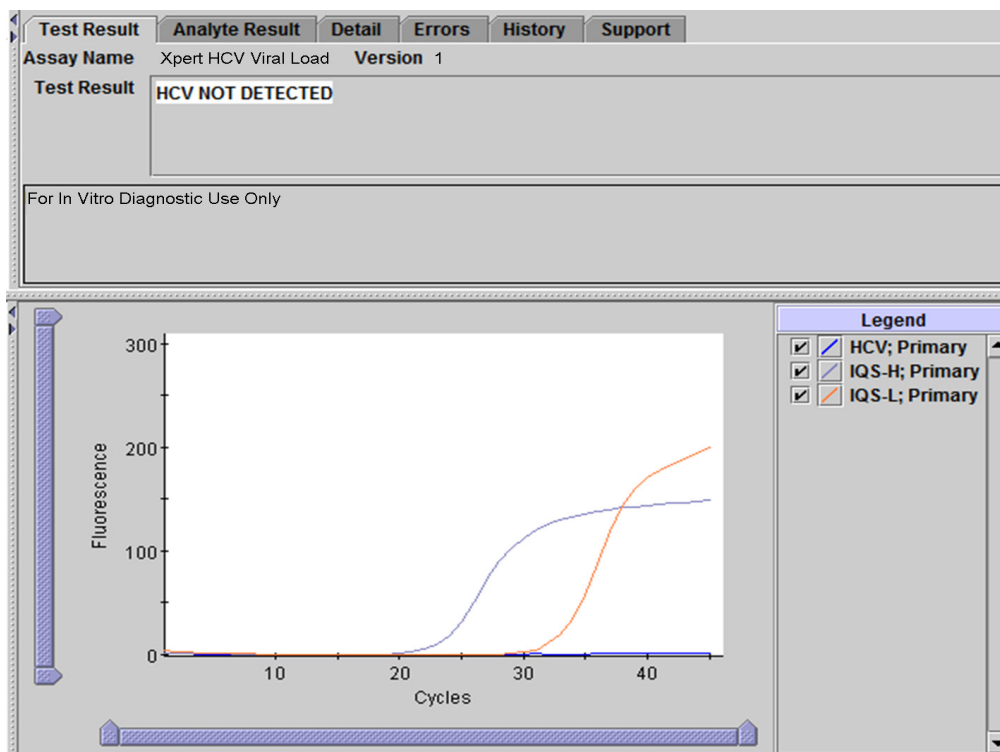 Test Result Analyte Result Detail Errors History Support
Assay Name Xpert HCV Viral Load Version 1
Test Result HCV NOT DETECTED
For In Vitro Diagnostic Use Only
300
200
100
0
Fluorescence
10 20 30 40
Cycles
Legend
HCV; Primary
IQS-H; Primary
IQS-L; Primary